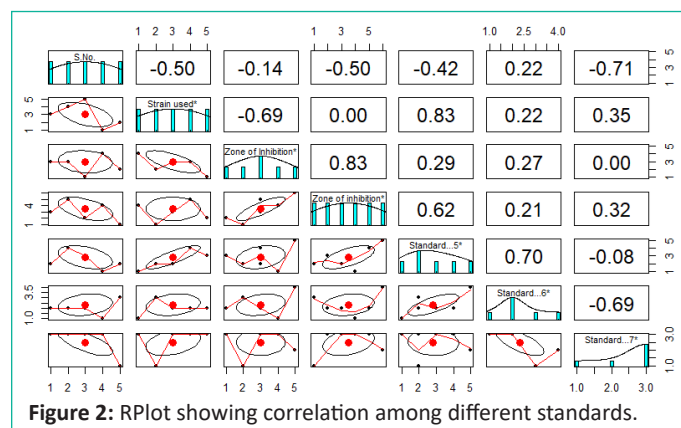 1 2 3 4 5 1 2 3 4 5 1.0 2.5 4.0
S.No. -0.50 -0.14 -0.50 -0.42 0.22 -0.71 1 3 5
1 3 5 Strain used* -0.69 0.00 0.83 0.22 0.35
Zone of Inhibition* 0.83 0.29 0.27 0.00 1 3 5
1 4 Zone of inhibition* 0.62 0.21 0.32
Standard...5* 0.70 -0.08 1 3 5
1.0 3.5 Standard...6* -0.69
Standard...7* 1.0 3.0
1 2 3 4 5 1 2 3 4 5 1 2 3 4 5 1.0 2.0 3.0
Figure 2: RPlot showing correlation among different standards.